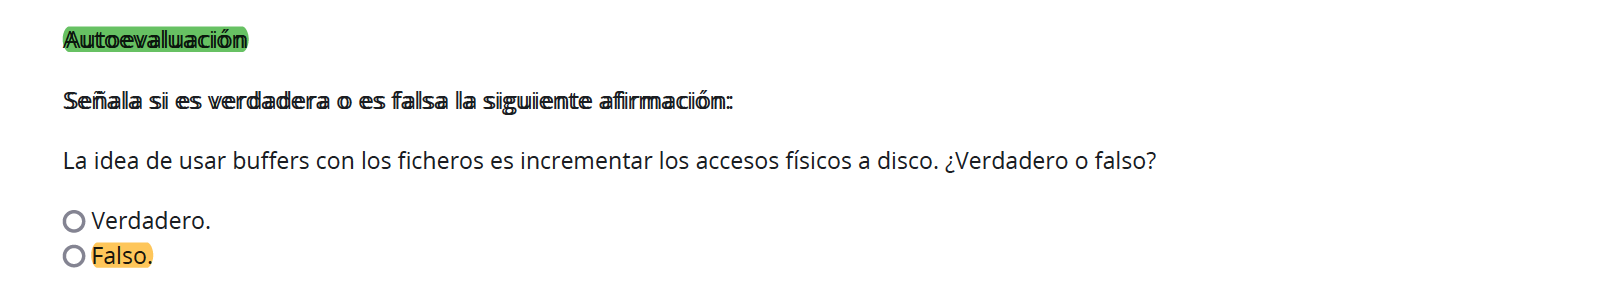 Autoevaluación
Señala si es verdadera o es falsa la siguiente afirmación:
La idea de usar buffers con los ficheros es incrementar los accesos físicos a disco. ¿Verdadero o falso?
Verdadero.
Falso.